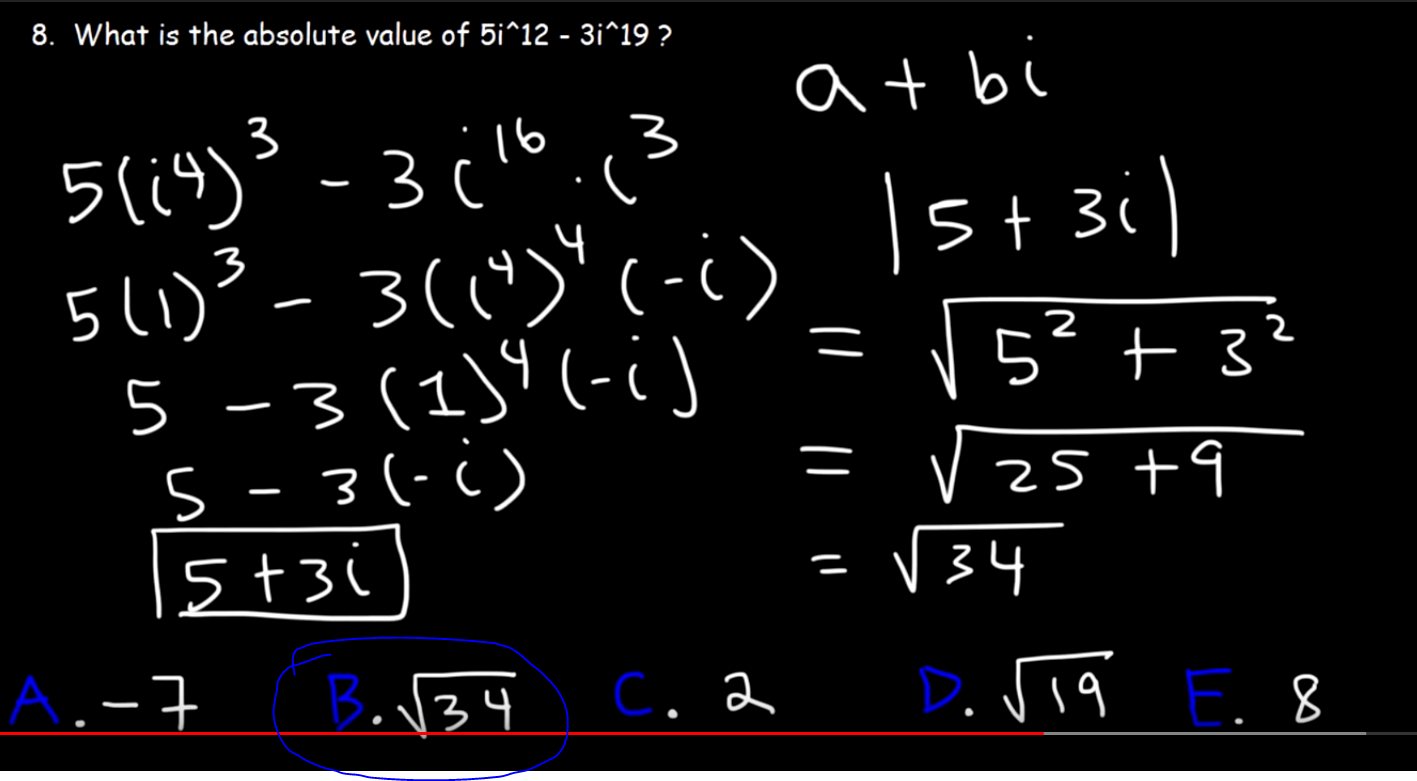 8. What is the absolute value of 5i^12 - 3i^19 ?
a + bi
5(i⁴)³ - 3i¹⁶ · i³
5(1)³ - 3(i⁴)⁴ (-i)
5 - 3 (1)⁴ (-i)
5 - 3(-i)
5+3i
|5 + 3i|
= √5² + 3²
= √25 + 9
= √34
A. -7 B. √34 C. 2 D. √19 E. 8